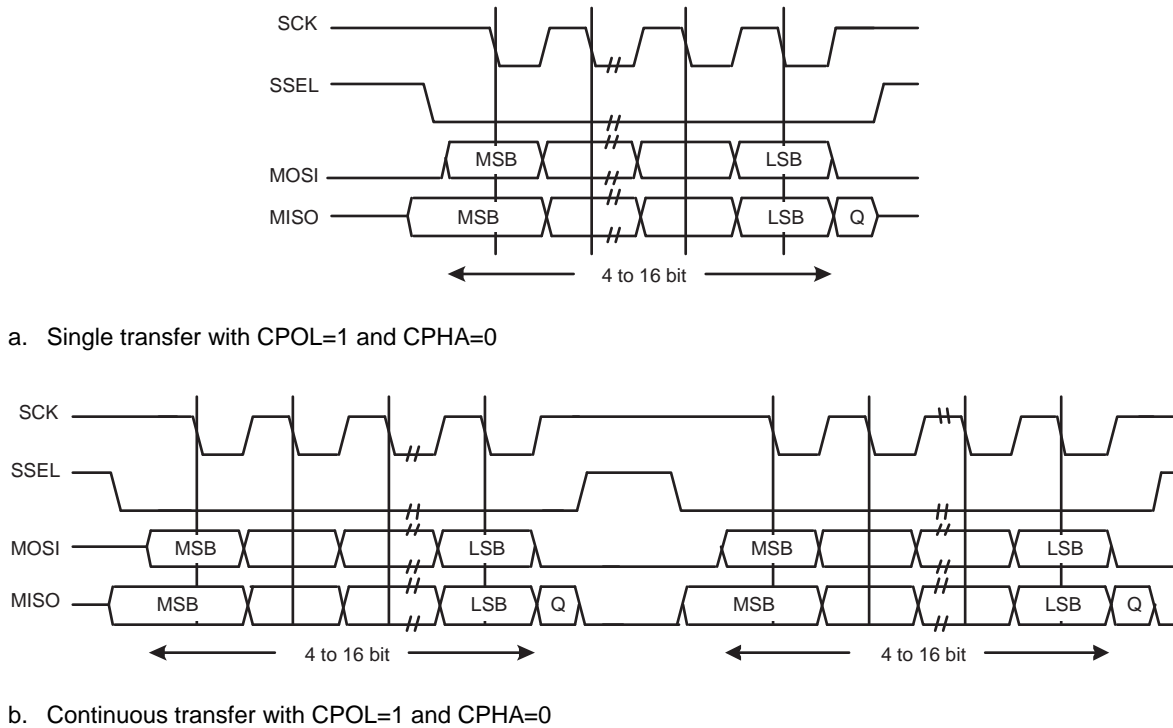 SCK
SSEL
MOSI MSB LSB
MISO MSB LSB Q
4 to 16 bit
a. Single transfer with CPOL=1 and CPHA=0
SCK
SSEL
MOSI MSB LSB MSB LSB
MISO MSB LSB Q MSB LSB Q
4 to 16 bit 4 to 16 bit
b. Continuous transfer with CPOL=1 and CPHA=0